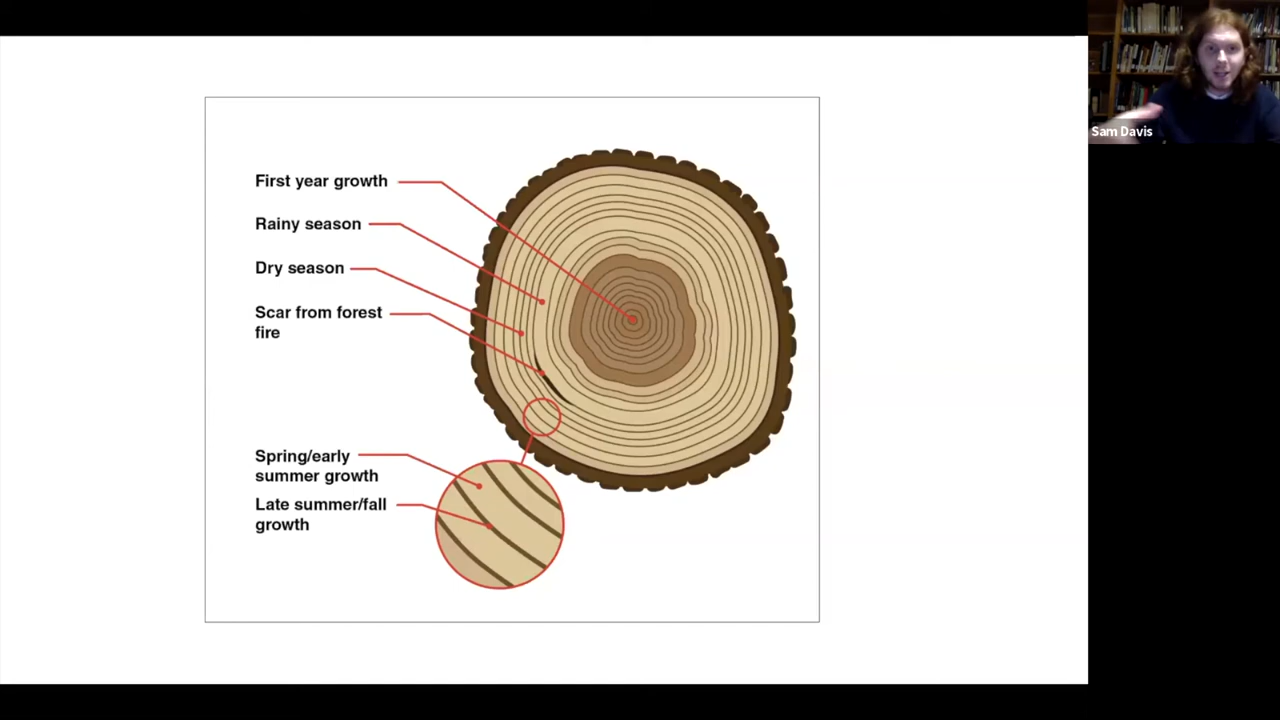 First year growth
Rainy season
Dry season
Scar from forest
fire
Spring/early
summer growth
Late summer/fall
growth
Sam Davis